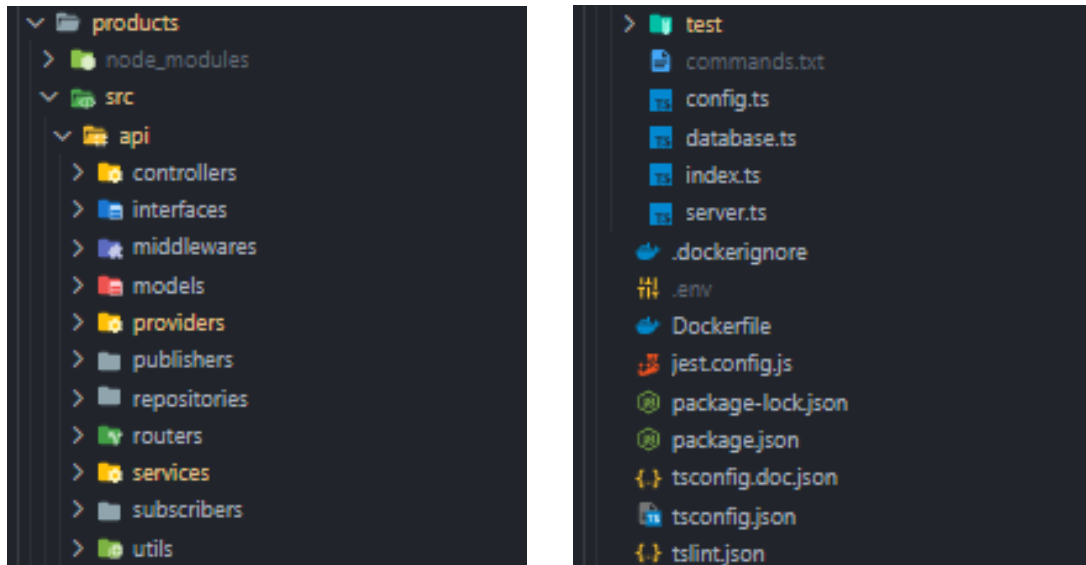 products
node_modules
src
api
controllers
interfaces
middlewares
models
providers
publishers
repositories
routers
services
subscribers
utils
test
commands.txt
config.ts
database.ts
index.ts
server.ts
.dockerignore
.env
Dockerfile
jest.config.js
package-lock.json
package.json
tsconfig.doc.json
tsconfig.json
tslint.json